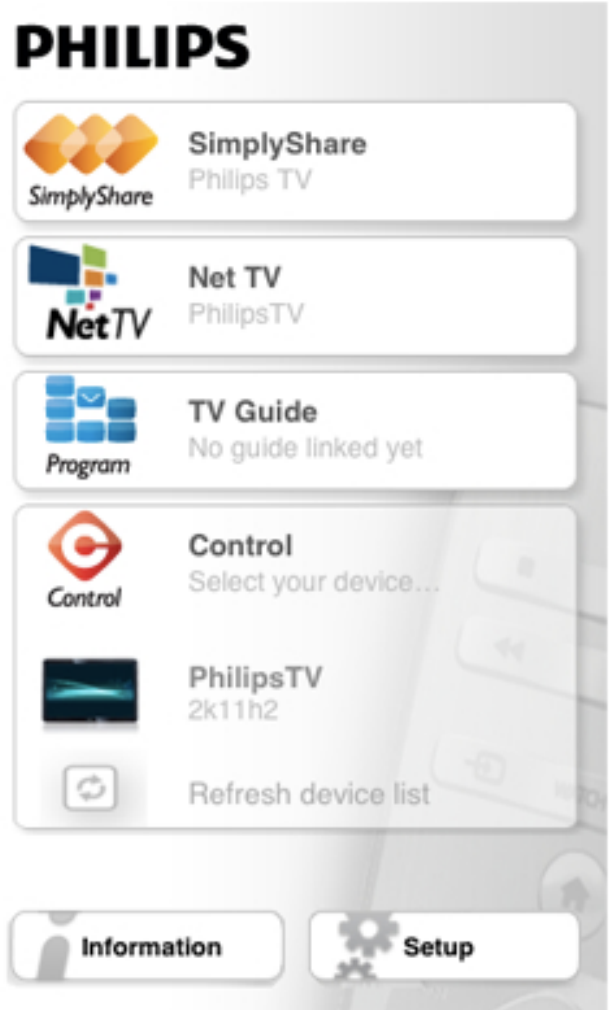 PHILIPS
SimplyShare
Philips TV
SimplyShare
Net TV
PhilipsTV
NetTV
TV Guide
No guide linked yet
Program
Control
Select your device...
Control
PhilipsTV
2k11h2
Refresh device list
Information
Setup